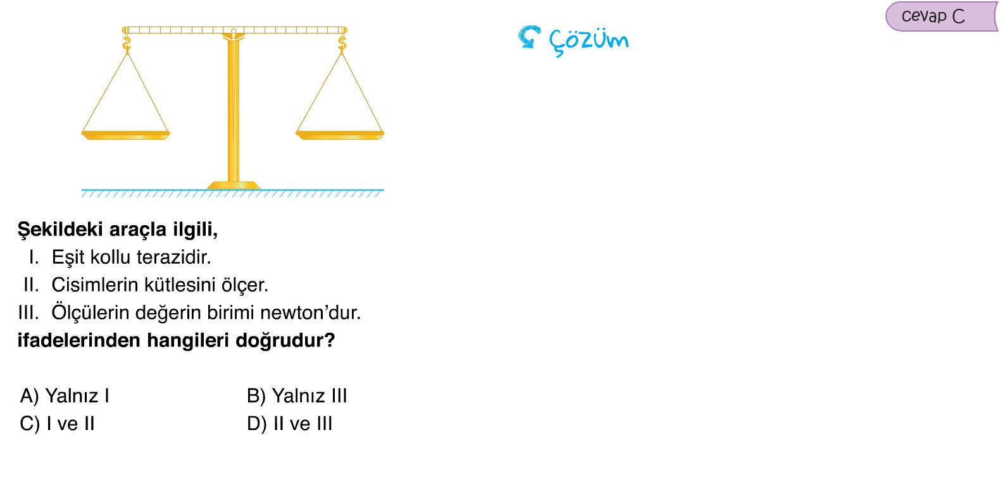 Şekildeki araçla ilgili,
I. Eşit kollu terazidir.
II. Cisimlerin kütlesini ölçer.
III. Ölçülerin değerin birimi newton’dur.
ifadelerinden hangileri doğrudur?
A) Yalnız I B) Yalnız III
C) I ve II D) II ve III
Çözüm
cevap C